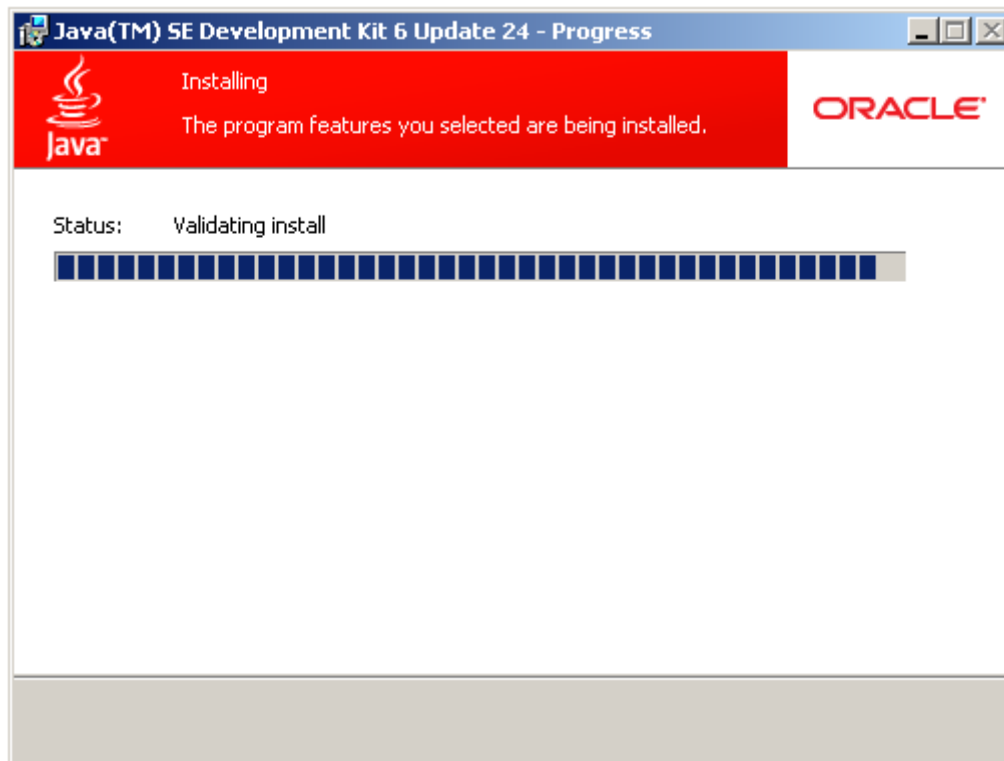 Java(TM) SE Development Kit 6 Update 24 - Progress
Installing
The program features you selected are being installed.
Java™
ORACLE®
Status: Validating install